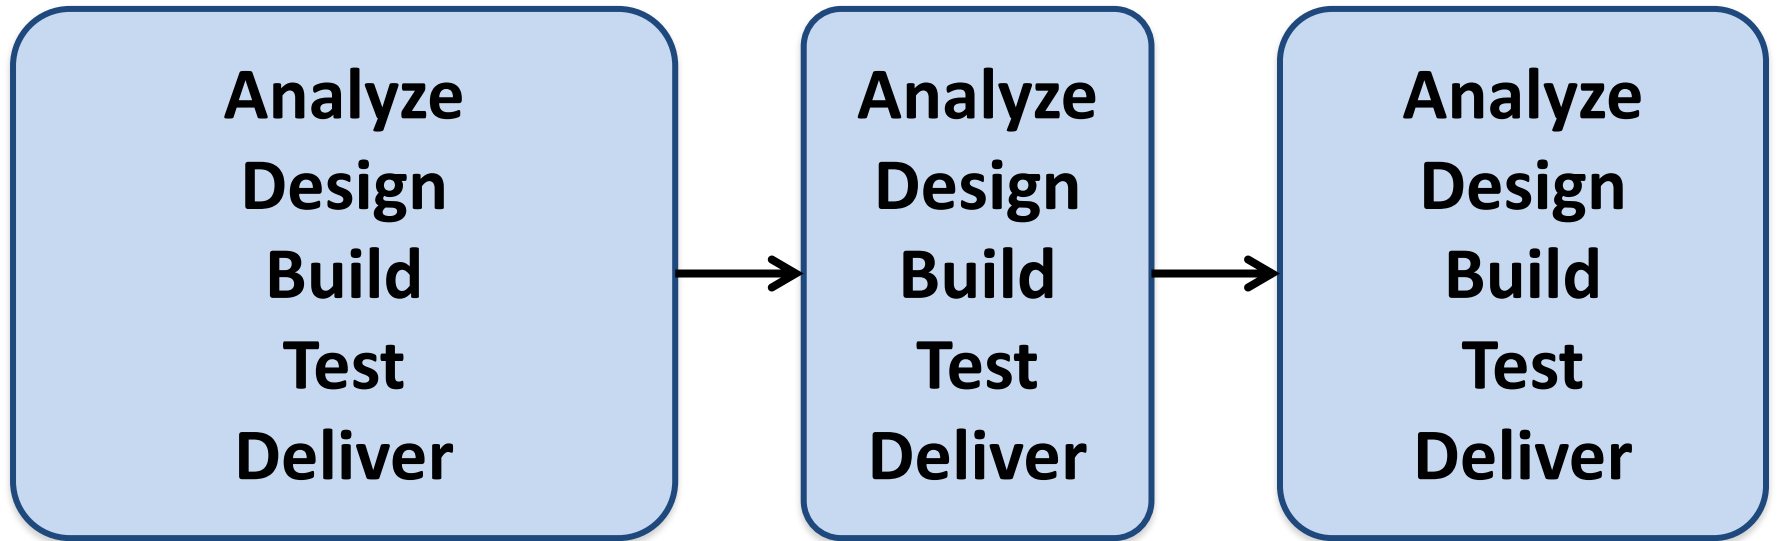 Analyze
Design
Build
Test
Deliver
Analyze
Design
Build
Test
Deliver
Analyze
Design
Build
Test
Deliver